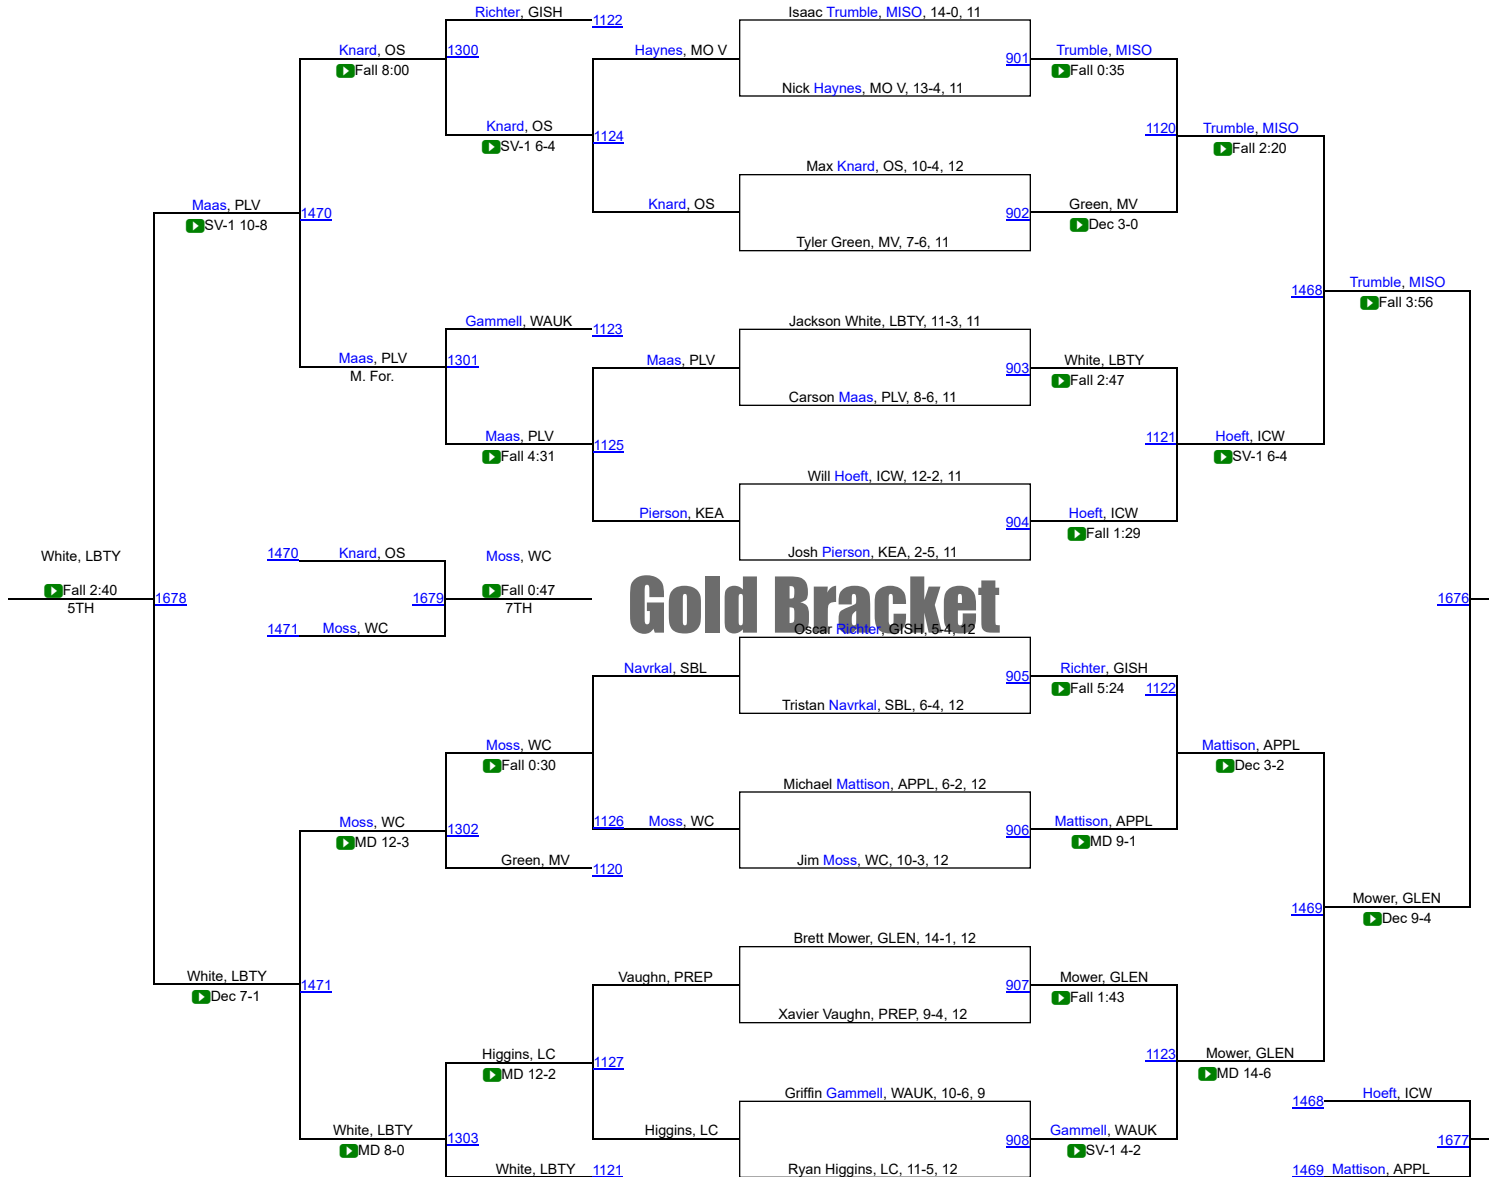 Richter, GISH
1122
Isaac Trumble, MISO, 14-0, 11
Knard, OS
1300
Haynes, MO V
901
Trumble, MISO
Fall 8:00
Fall 0:35
Nick Haynes, MO V, 13-4, 11
Knard, OS
1124
1120
Trumble, MISO
SV-1 6-4
Fall 2:20
Max Knard, OS, 10-4, 12
Maas, PLV
1470
Knard, OS
902
Green, MV
SV-1 10-8
Dec 3-0
Tyler Green, MV, 7-6, 11
1468
Trumble, MISO
Fall 3:56
Gammell, WAUK
1123
Jackson White, LBTY, 11-3, 11
Maas, PLV
1301
Maas, PLV
903
White, LBTY
M. For.
Fall 2:47
Carson Maas, PLV, 8-6, 11
Maas, PLV
1125
1121
Hoeft, ICW
Fall 4:31
SV-1 6-4
Will Hoeft, ICW, 12-2, 11
Pierson, KEA
904
Hoeft, ICW
Fall 1:29
White, LBTY
1470
Knard, OS
Moss, WC
Josh Pierson, KEA, 2-5, 11
Fall 2:40
1678
1679
Fall 0:47
Gold Bracket
1676
5TH
7TH
1471
Moss, WC
Oscar Richter, GISH, 5-4, 12
Navrkal, SBL
905
Richter, GISH
Fall 5:24
1122
Tristan Navrkal, SBL, 6-4, 12
Moss, WC
Mattison, APPL
Fall 0:30
Dec 3-2
Michael Mattison, APPL, 6-2, 12
Moss, WC
1302
1126
Moss, WC
906
Mattison, APPL
MD 12-3
MD 9-1
Green, MV
1120
Jim Moss, WC, 10-3, 12
1469
Mower, GLEN
Dec 9-4
Brett Mower, GLEN, 14-1, 12
White, LBTY
1471
Vaughn, PREP
907
Mower, GLEN
Dec 7-1
Fall 1:43
Xavier Vaughn, PREP, 9-4, 12
Higgins, LC
1127
1123
Mower, GLEN
MD 12-2
MD 14-6
Griffin Gammell, WAUK, 10-6, 9
1468
Hoeft, ICW
White, LBTY
1303
Higgins, LC
908
Gammell, WAUK
1677
MD 8-0
SV-1 4-2
White, LBTY
1121
Ryan Higgins, LC, 11-5, 12
1469
Mattison, APPL